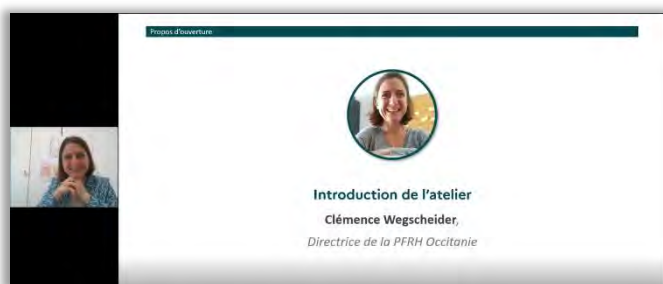 Propos d'ouverture
Introduction de l'atelier
Clémence Wegscheider,
Directrice de la PFRH Occitanie